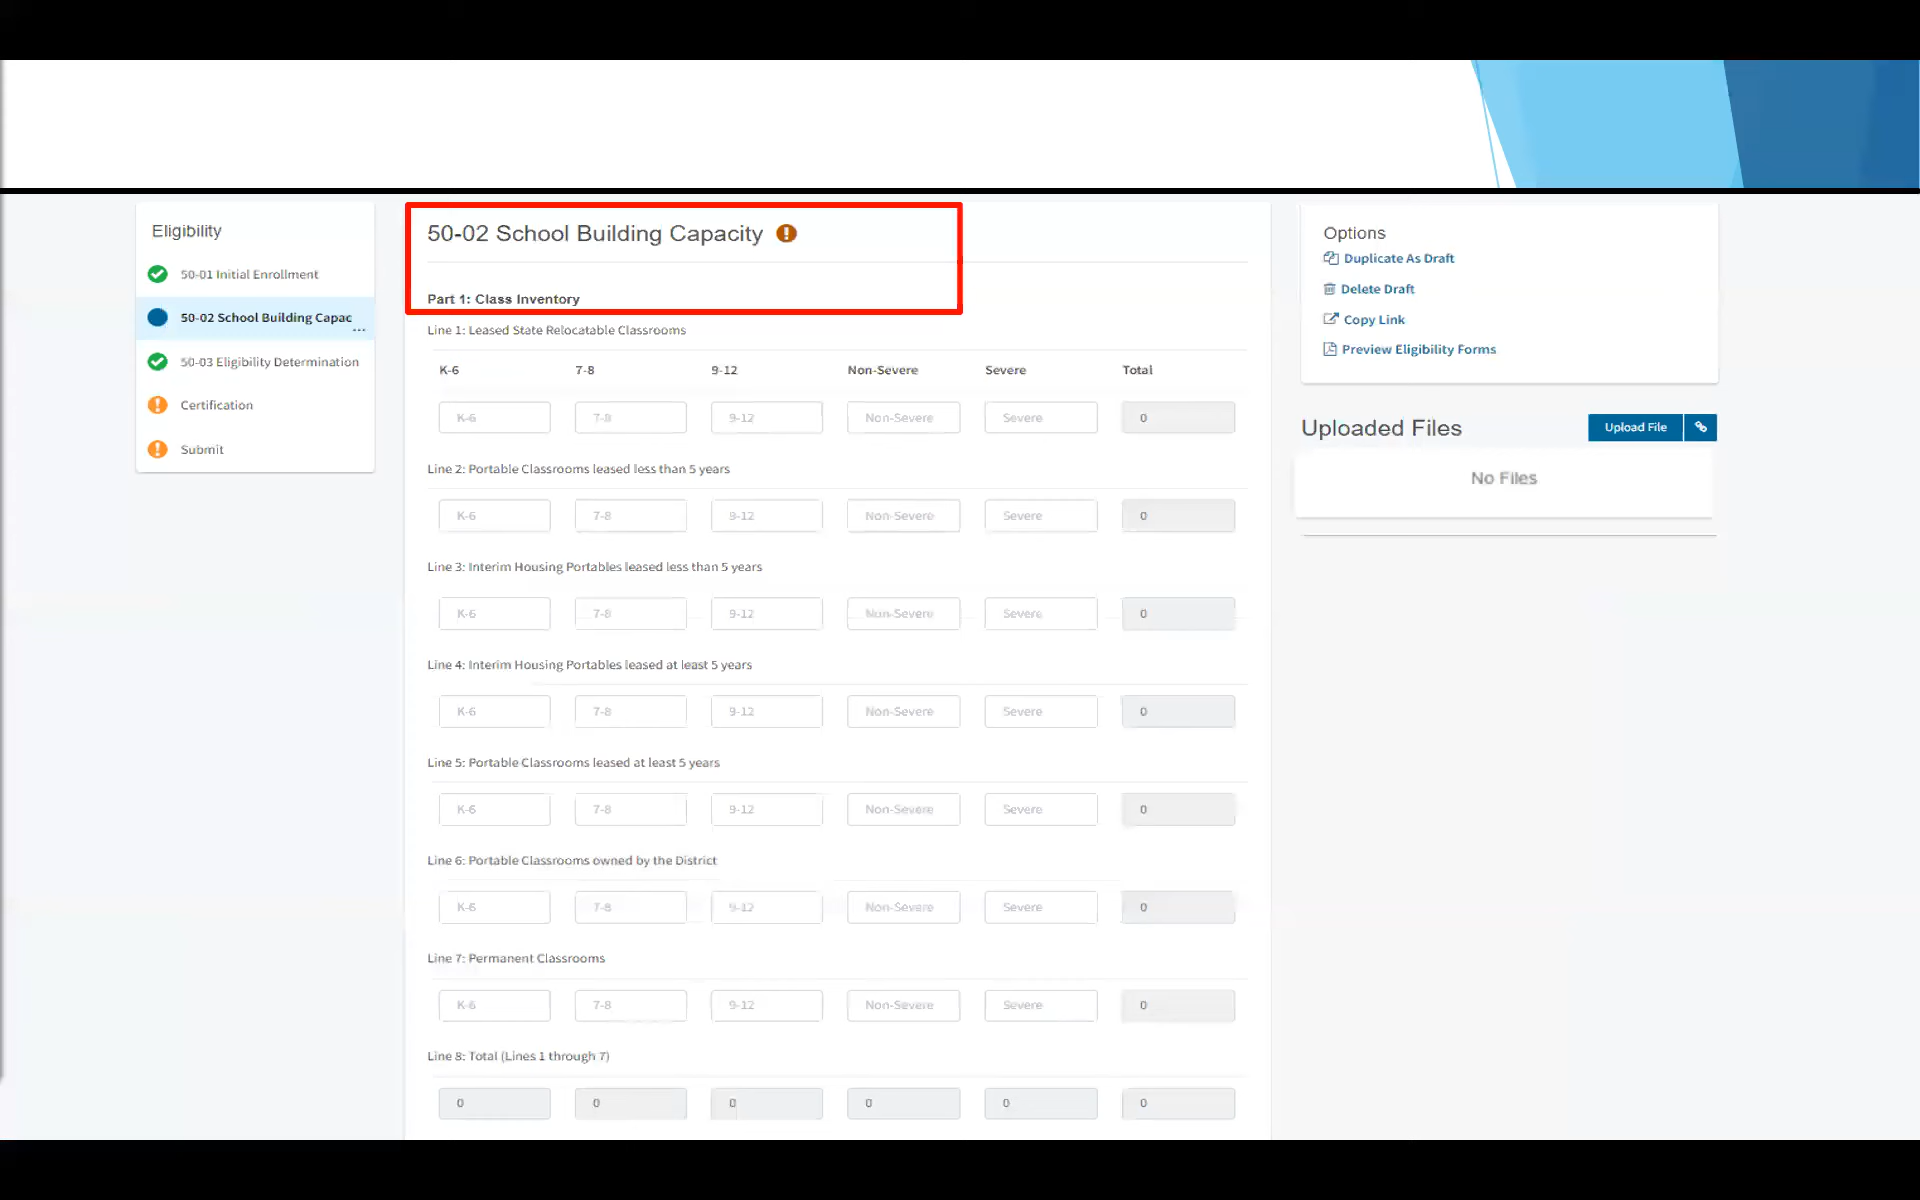 Eligibility
50-01 Initial Enrollment
50-02 School Building Capac
...
50-03 Eligibility Determination
Certification
Submit
50-02 School Building Capacity
Part 1: Class Inventory
Line 1: Leased State Relocatable Classrooms
K-6 7-8 9-12 Non-Severe Severe Total
K-6 7-8 9-12 Non-Severe Severe 0
Line 2: Portable Classrooms leased less than 5 years
K-6 7-8 9-12 Non-Severe Severe 0
Line 3: Interim Housing Portables leased less than 5 years
K-6 7-8 9-12 Non-Severe Severe 0
Line 4: Interim Housing Portables leased at least 5 years
K-6 7-8 9-12 Non-Severe Severe 0
Line 5: Portable Classrooms leased at least 5 years
K-6 7-8 9-12 Non-Severe Severe 0
Line 6: Portable Classrooms owned by the District
K-6 7-8 9-12 Non-Severe Severe 0
Line 7: Permanent Classrooms
K-6 7-8 9-12 Non-Severe Severe 0
Line 8: Total (Lines 1 through 7)
0 0 0 0 0 0
Options
Duplicate As Draft
Delete Draft
Copy Link
Preview Eligibility Forms
Uploaded Files
Upload File
No Files